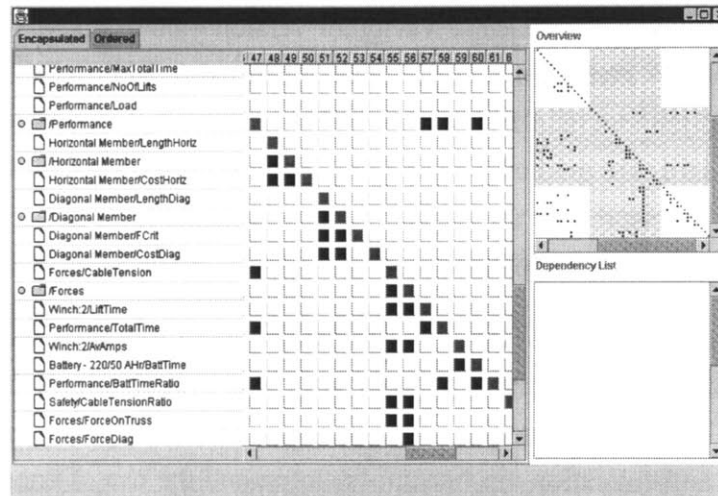 Encapsulated Ordered
47 48 49 50 51 52 53 54 55 56 57 58 59 60 61 6
Performance/MaxTotalTime
Performance/NoOfLifts
Performance/Load
/Performance
Horizontal Member/LengthHoriz
/Horizontal Member
Horizontal Member/CostHoriz
Diagonal Member/LengthDiag
/Diagonal Member
Diagonal Member/FCrit
Diagonal Member/CostDiag
Forces/CableTension
/Forces
Winch:2/LiftTime
Performance/TotalTime
Winch:2/AvAmps
Battery - 220/50 AHr/BattTime
Performance/BattTimeRatio
Safety/CableTensionRatio
Forces/ForceOnTruss
Forces/ForceDiag
Overview
Dependency List